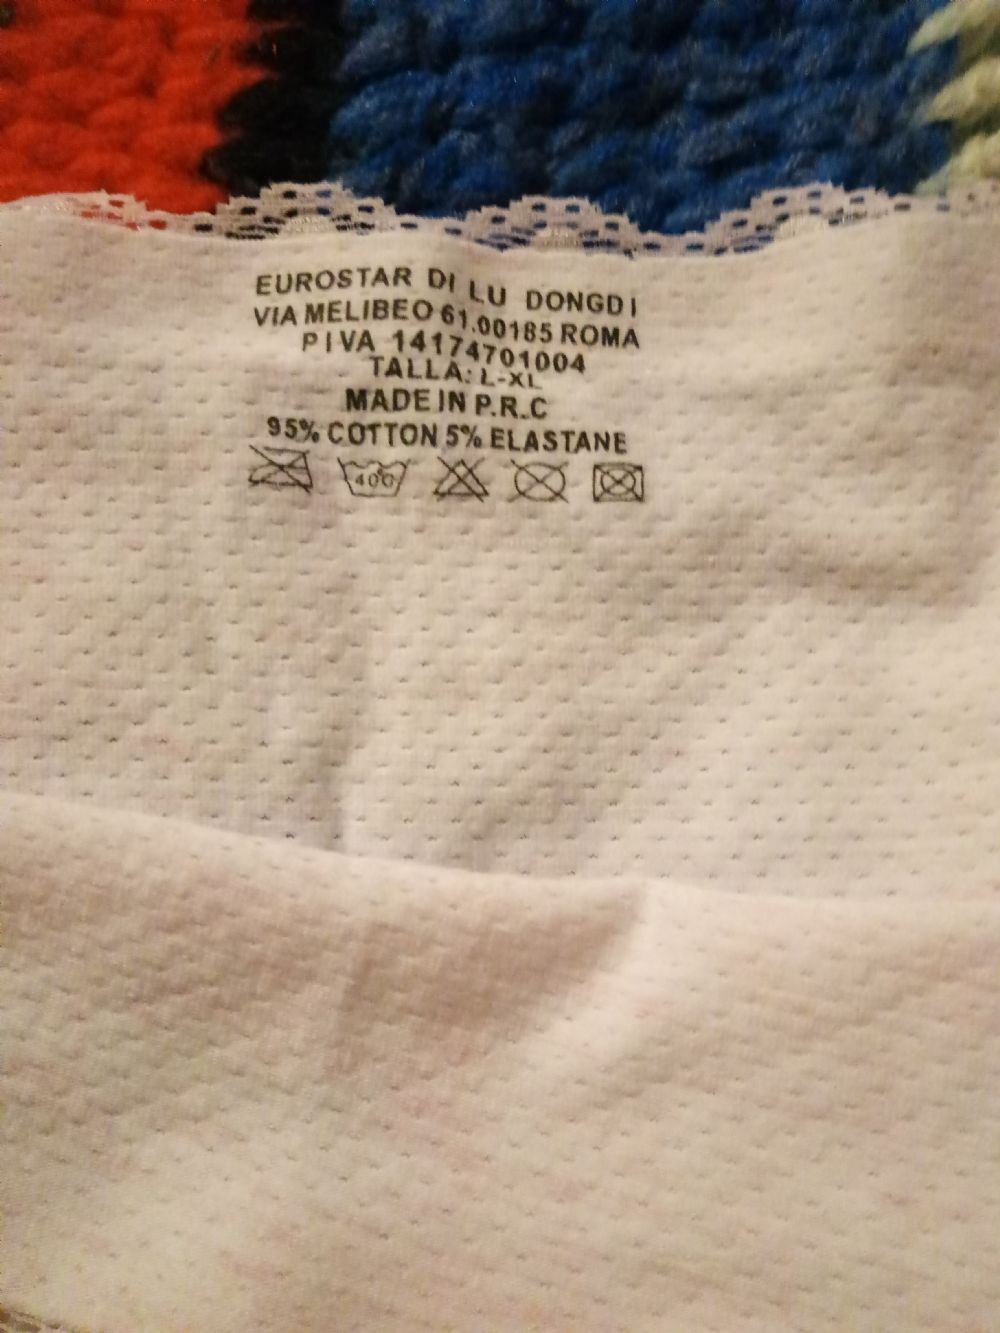 EUROSTAR DI LU DONGDI
VIA MELIBEO 61.00185 ROMA
PIVA 14174701004
TALLA: L-XL
MADE IN P.R.C
95% COTTON 5% ELASTANE
40C